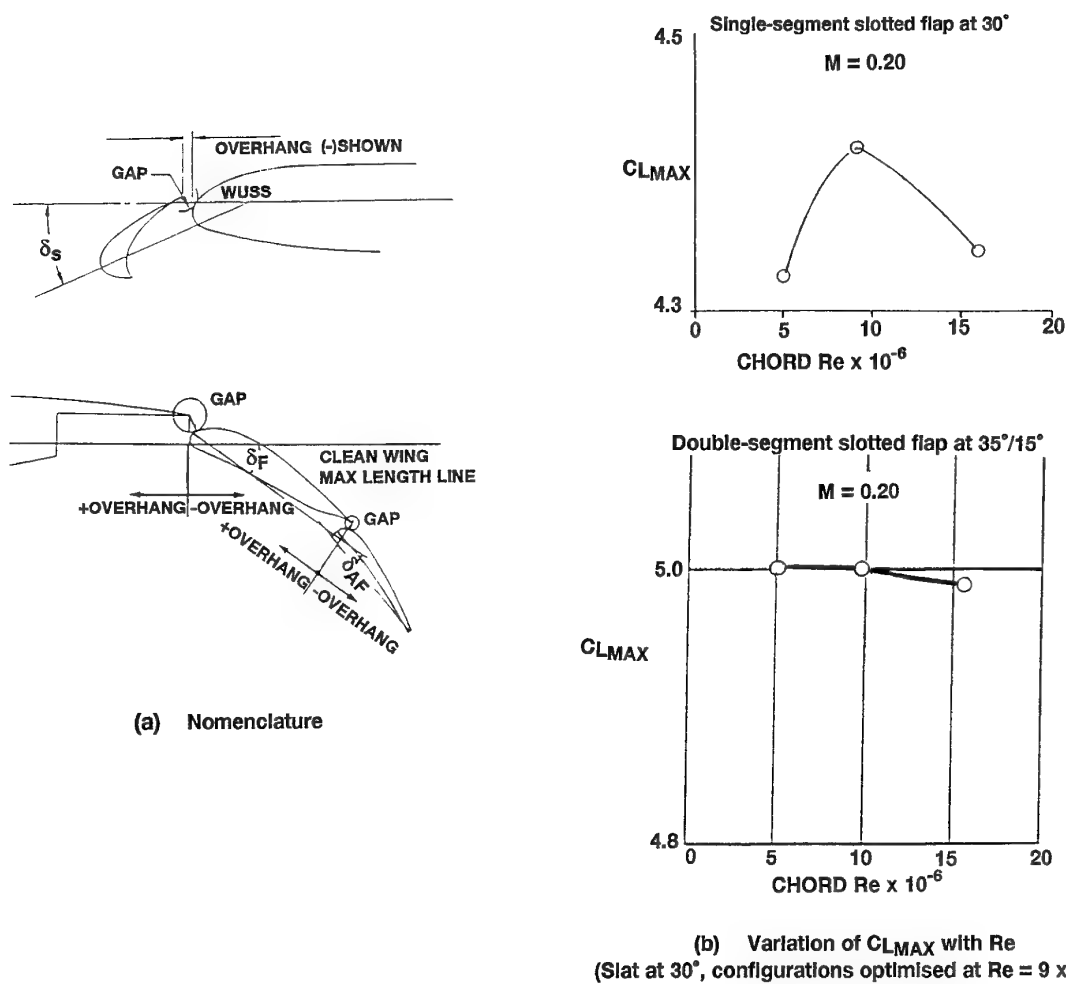 OVERHANG (-)SHOWN
GAP
WUSS
δS
GAP
δF
CLEAN WING
MAX LENGTH LINE
+OVERHANG -OVERHANG
GAP
+OVERHANG -OVERHANG
δAF
(a) Nomenclature
Single-segment slotted flap at 30°
M = 0.20
4.5
CLMAX
4.3
0 5 10 15 20
CHORD Re x 10-6
Double-segment slotted flap at 35°/15°
M = 0.20
5.0
CLMAX
4.8
0 5 10 15 20
CHORD Re x 10-6
(b) Variation of CLMAX with Re
(Slat at 30°, configurations optimised at Re = 9 x